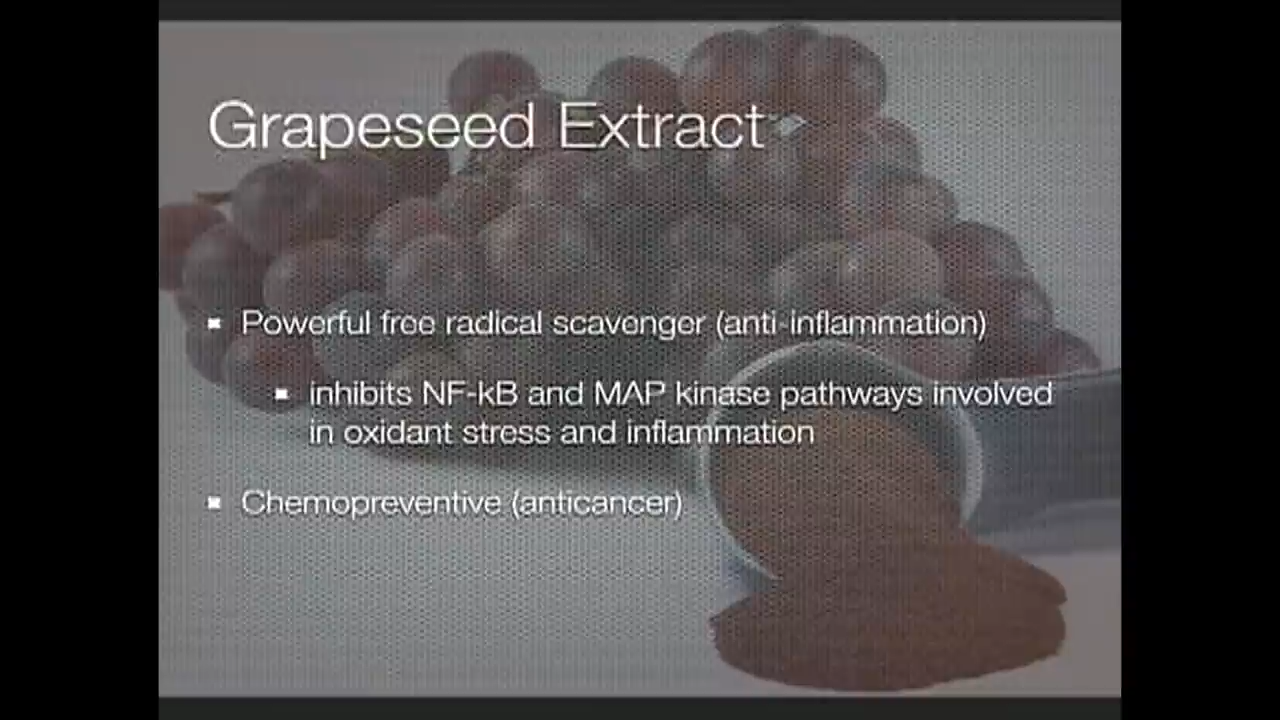 Grapeseed Extract
▪ Powerful free radical scavenger (anti-inflammation)
▪ inhibits NF-kB and MAP kinase pathways involved
in oxidant stress and inflammation
▪ Chemopreventive (anticancer)